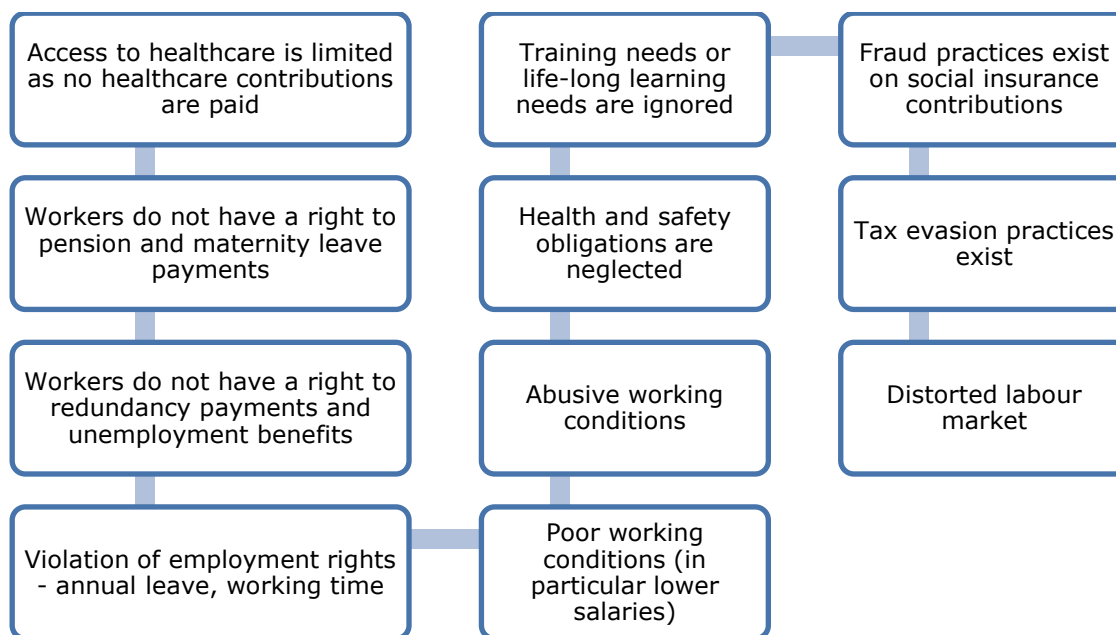 Access to healthcare is limited
as no healthcare contributions
are paid
Workers do not have a right to
pension and maternity leave
payments
Workers do not have a right to
redundancy payments and
unemployment benefits
Violation of employment rights
- annual leave, working time
Poor working
conditions (in
particular lower
salaries)
Abusive working
conditions
Health and safety
obligations are
neglected
Training needs or
life-long learning
needs are ignored
Fraud practices exist
on social insurance
contributions
Tax evasion practices
exist
Distorted labour
market